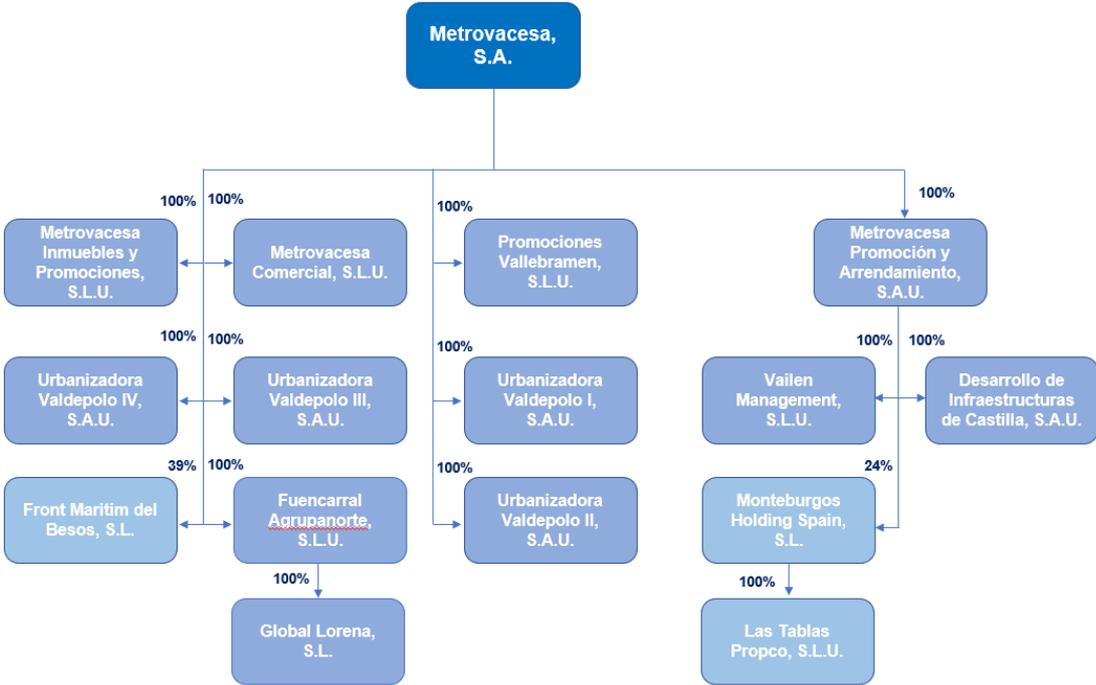 Metrovacesa,
S.A.
100%
100%
100%
100%
Metrovacesa
Inmuebles y
Promociones,
S.L.U.
Metrovacesa
Comercial, S.L.U.
Promociones
Vallebramen,
S.L.U.
Metrovacesa
Promoción y
Arrendamiento,
S.A.U.
100%
100%
100%
100%
100%
Urbanizadora
Valdepolo IV,
S.A.U.
Urbanizadora
Valdepolo III,
S.A.U.
Urbanizadora
Valdepolo I,
S.A.U.
Vailen
Management,
S.L.U.
Desarrollo de
Infraestructuras
de Castilla, S.A.U.
39%
100%
100%
24%
Front Maritim del
Besos, S.L.
Fuencarral
Agrupanorte,
S.L.U.
Urbanizadora
Valdepolo II,
S.A.U.
Monteburgos
Holding Spain,
S.L.
100%
100%
Global Lorena,
S.L.
Las Tablas
Propco, S.L.U.